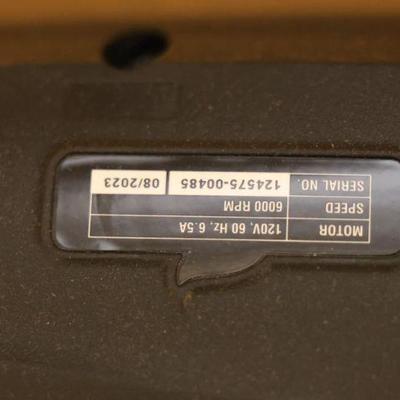 MOTOR 120V, 60 Hz, 6.5A
SPEED 6000 RPM
SERIAL NO. 124575-00485 08/2023